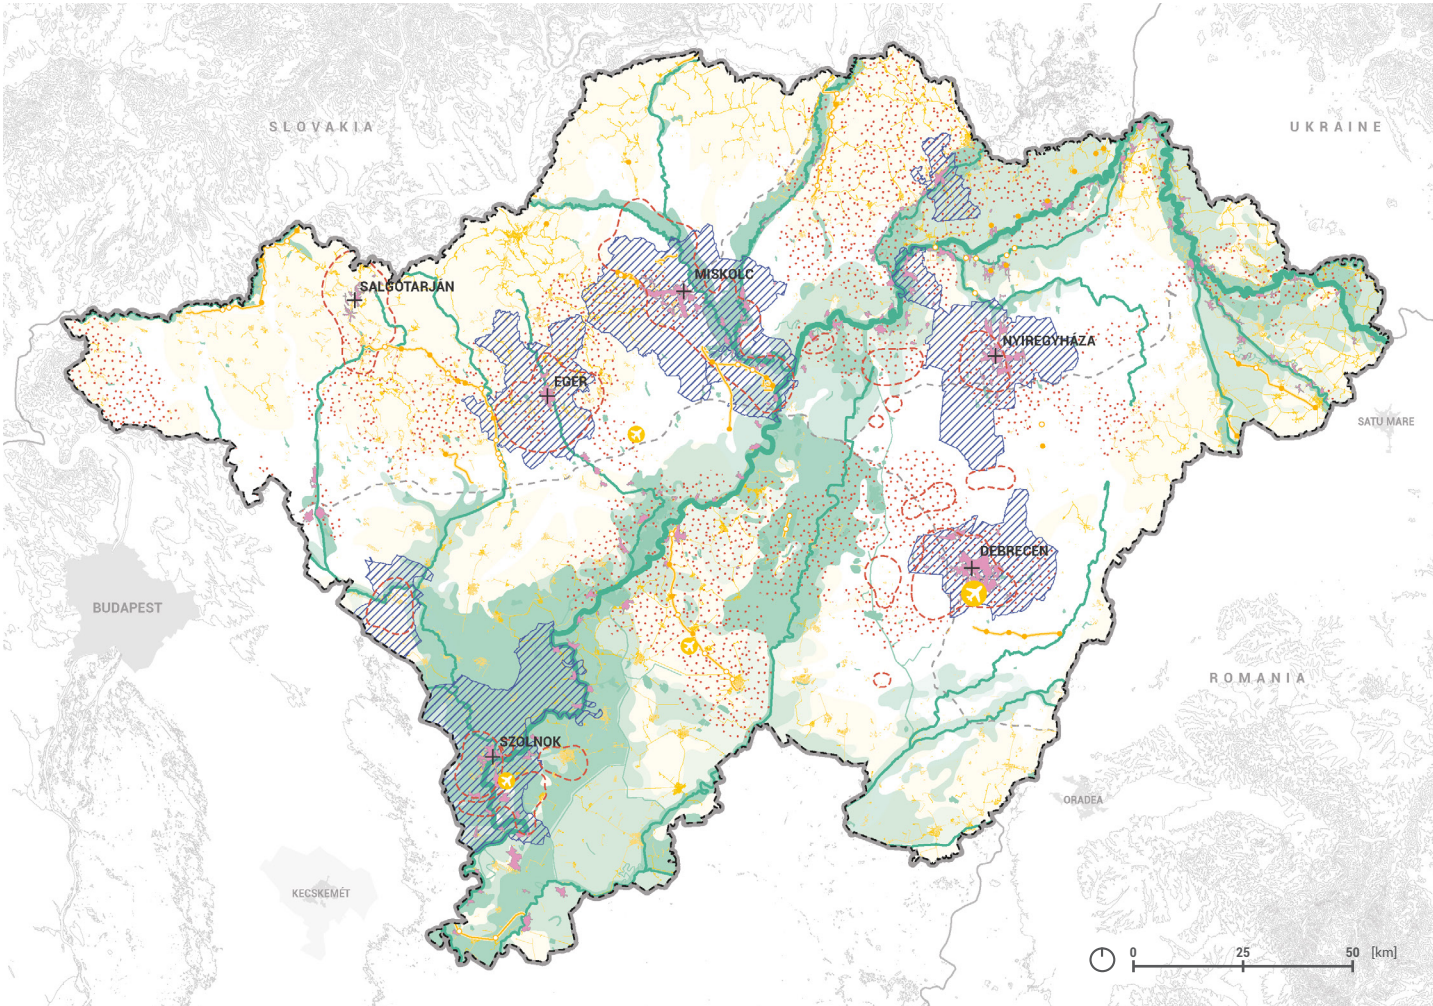 SLOVAKIA
UKRAINE
SALGÓTARJÁN
MISKOLC
NYÍREGYHÁZA
EGER
SATU MARE
DEBRECEN
BUDAPEST
ROMANIA
SZOLNOK
ORADEA
KECSKEMÉT
0 25 50 [km]